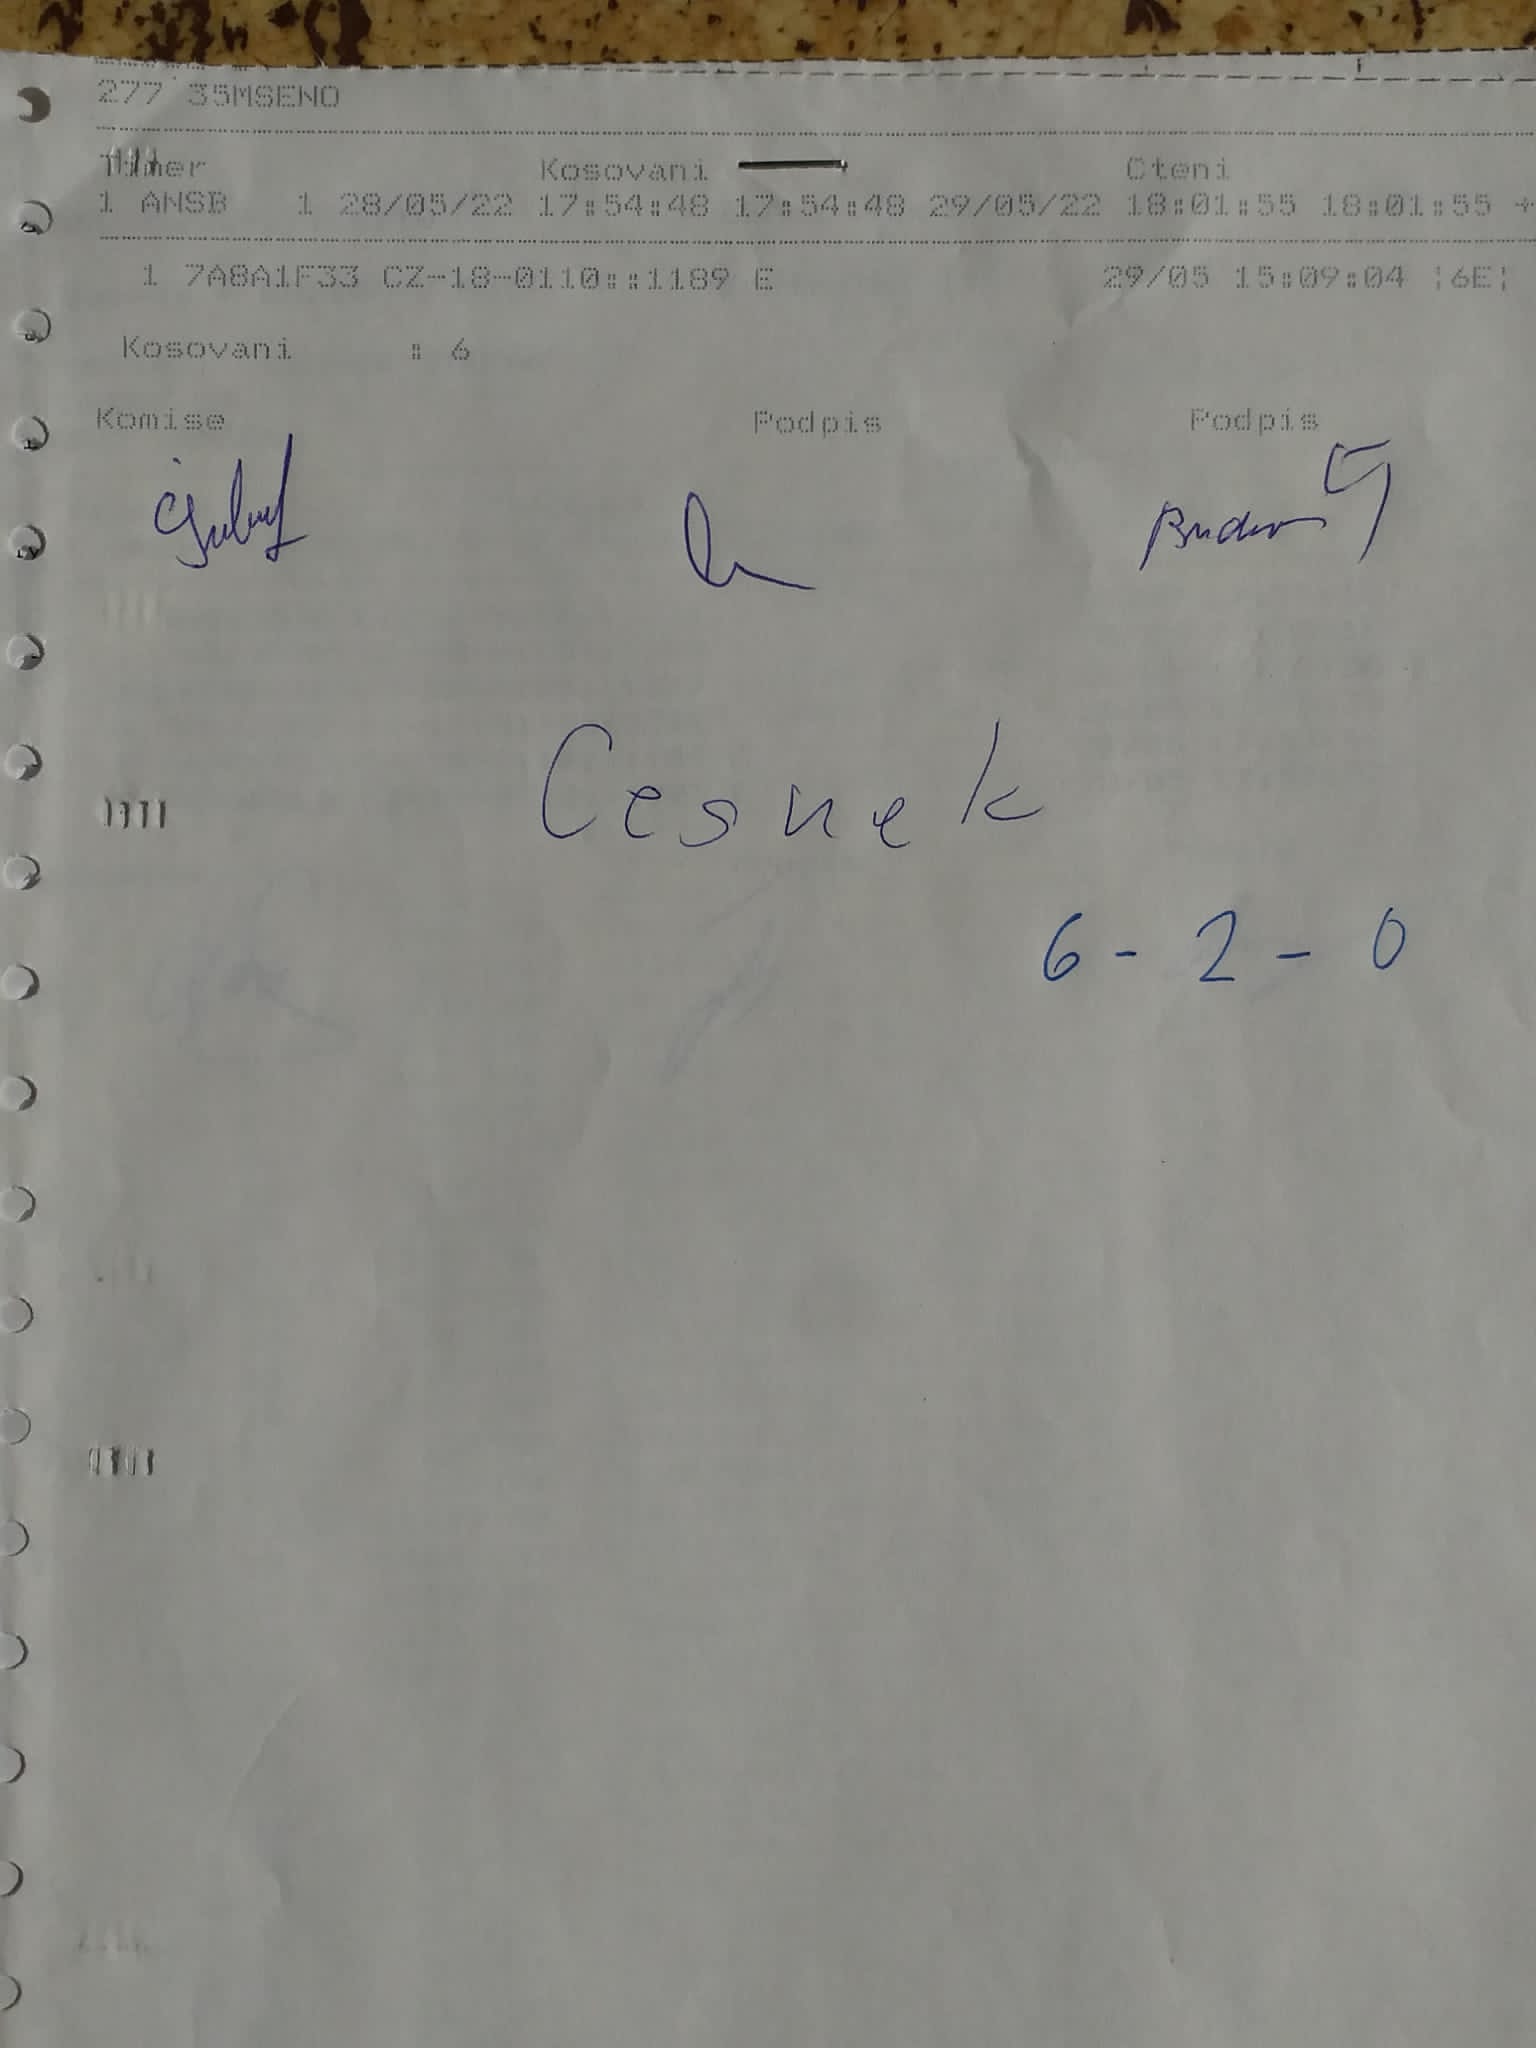 277 35MSENO
Timer Kosovani Cteni
1 ANSB 1 28/05/22 17:54:48 17:54:48 29/05/22 18:01:55 18:01:55 +
1 7A8A1F33 CZ-18-0110::1189 E 29/05 15:09:04 ¦6E¦
Kosovani : 6
Komise Podpis Podpis
Cesnek
6 - 2 - 0